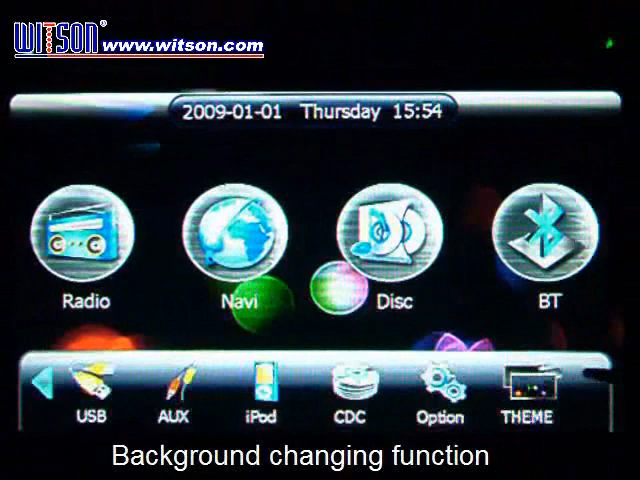 WITSON® www.witson.com
2009-01-01 Thursday 15:54
Radio Navi Disc BT
USB AUX iPod CDC Option THEME
Background changing function